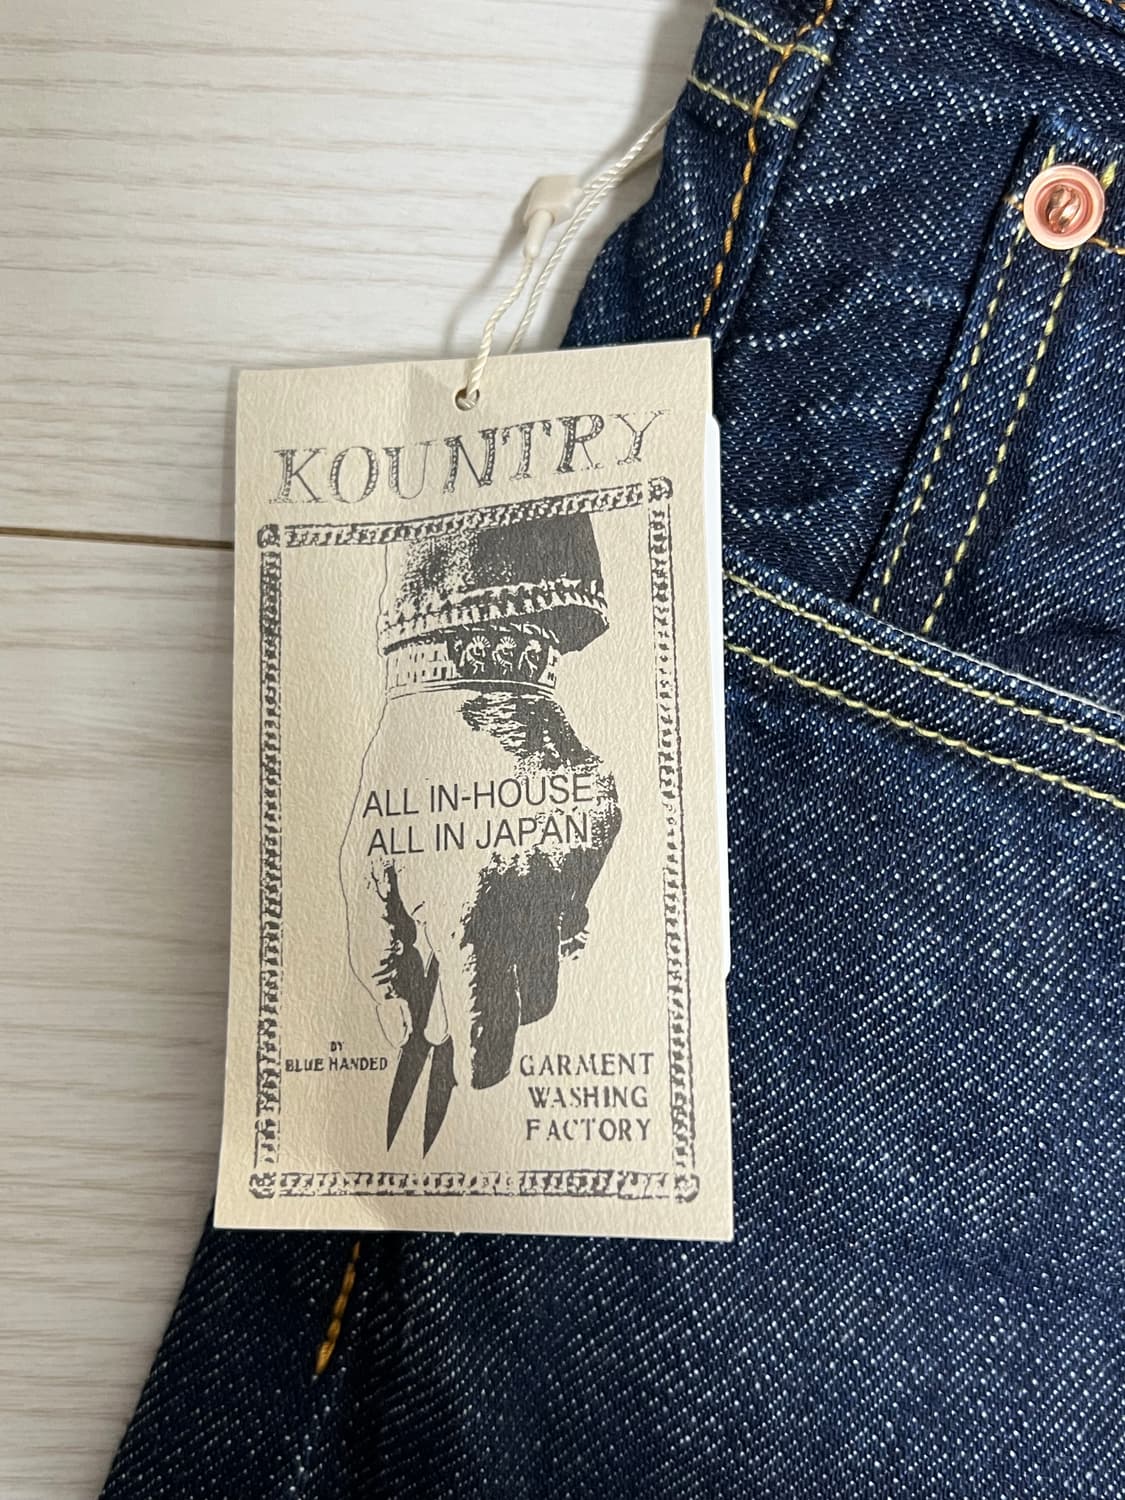 KOUNTRY
ALL IN-HOUSE,
ALL IN JAPAN
BY
BLUE HANDED
GARMENT
WASHING
FACTORY